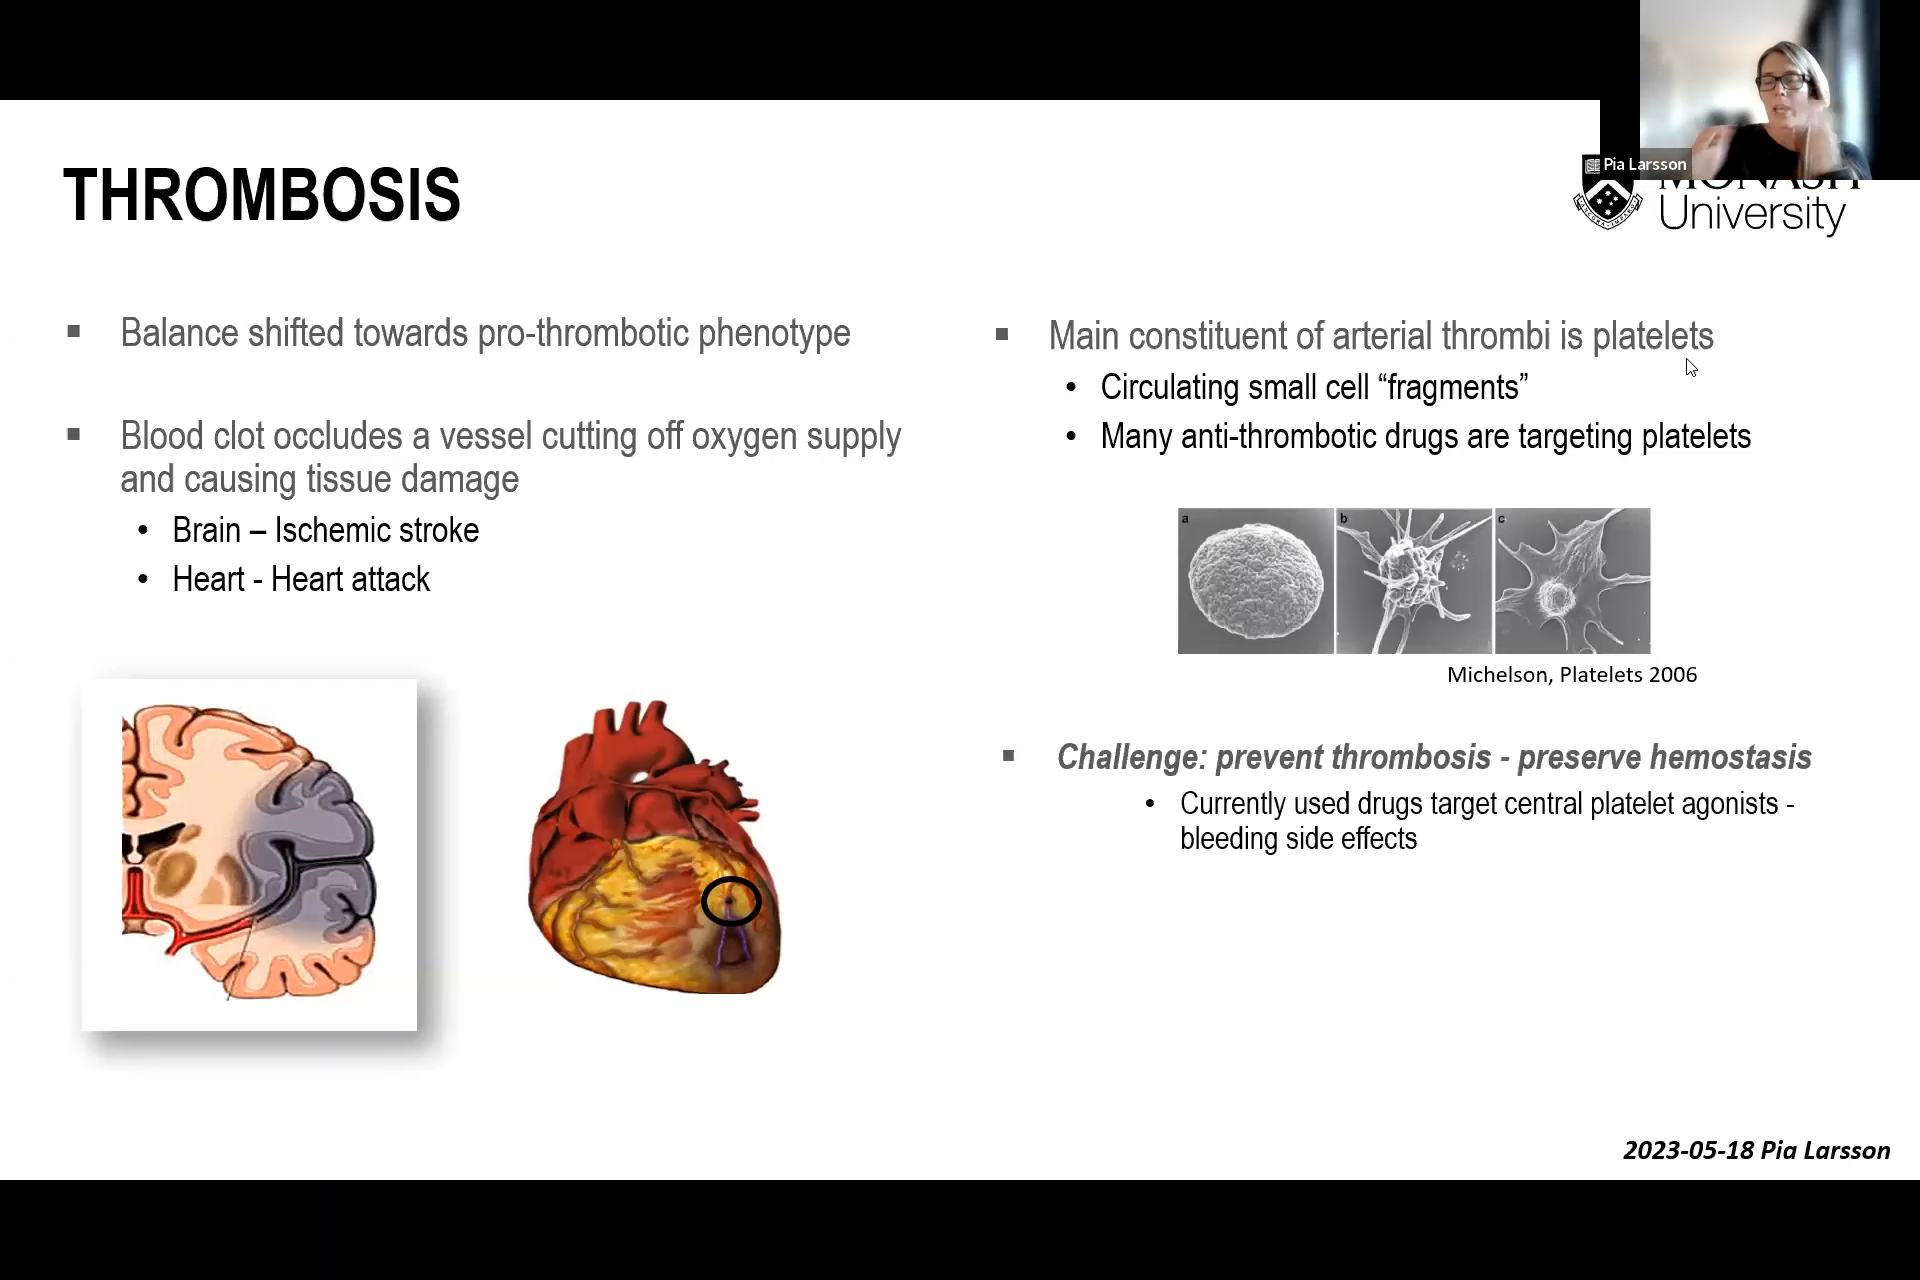 Pia Larsson
THROMBOSIS
University
▪ Balance shifted towards pro-thrombotic phenotype
▪ Blood clot occludes a vessel cutting off oxygen supply
and causing tissue damage
• Brain – Ischemic stroke
• Heart - Heart attack
▪ Main constituent of arterial thrombi is platelets
• Circulating small cell “fragments”
• Many anti-thrombotic drugs are targeting platelets
a
b
c
Michelson, Platelets 2006
▪ Challenge: prevent thrombosis - preserve hemostasis
• Currently used drugs target central platelet agonists -
bleeding side effects
2023-05-18 Pia Larsson